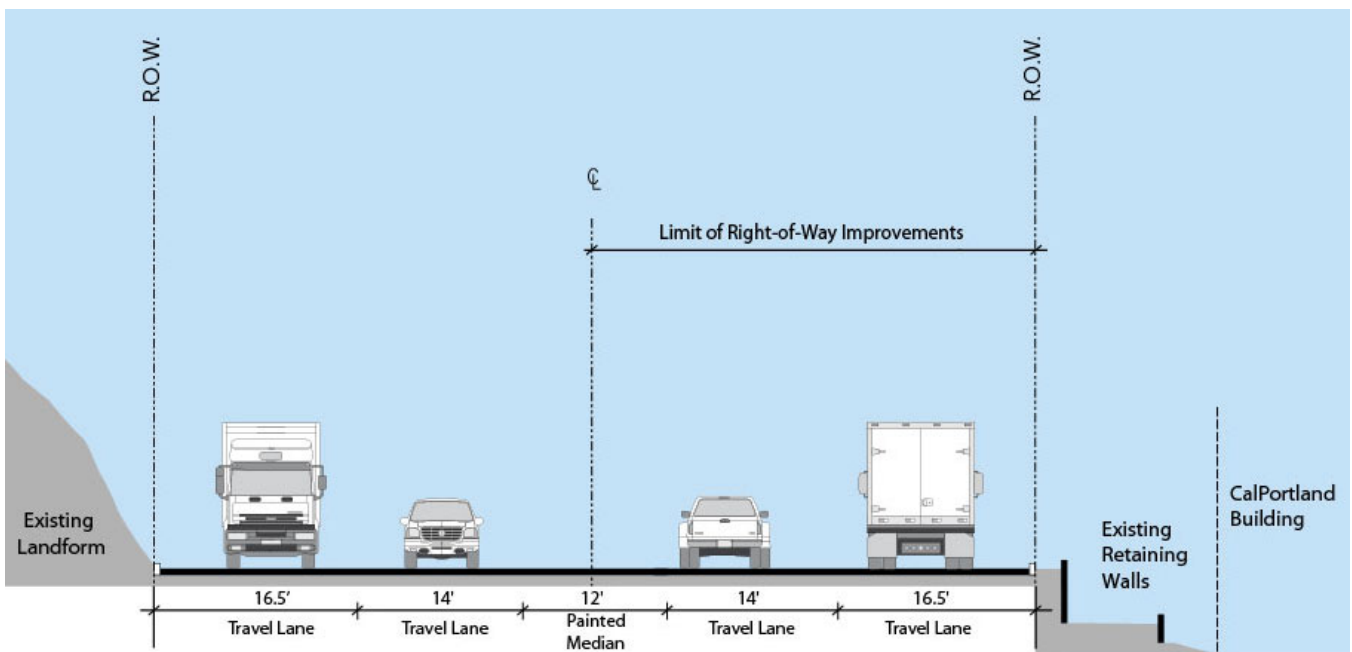 R.O.W.
R.O.W.
℄
Limit of Right-of-Way Improvements
Existing
Landform
CalPortland
Building
Existing
Retaining
Walls
16.5'
14'
12'
14'
16.5'
Travel Lane
Travel Lane
Painted
Median
Travel Lane
Travel Lane